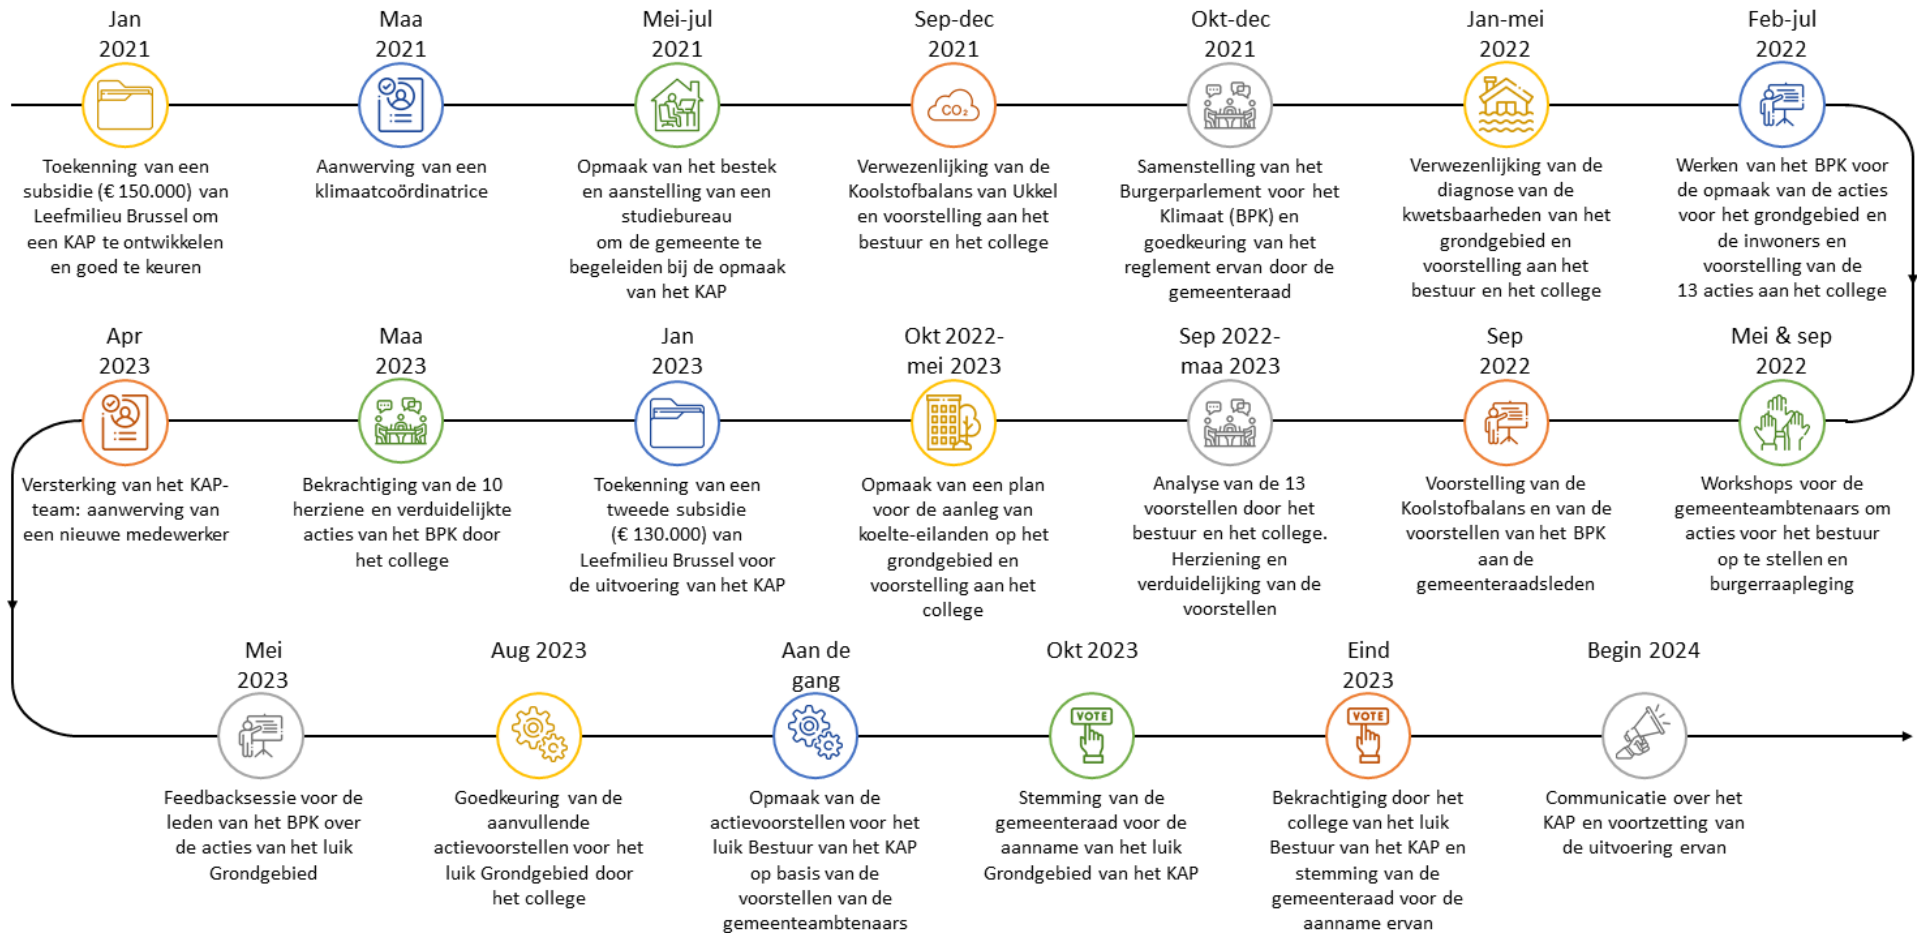 Jan
2021
Toekenning van een
subsidie (€ 150.000) van
Leefmilieu Brussel om
een KAP te ontwikkelen
en goed te keuren
Maa
2021
Aanwerving van een
klimaatcoördinatrice
Mei-jul
2021
Opmaak van het bestek
en aanstelling van een
studiebureau
om de gemeente te
begeleiden bij de opmaak
van het KAP
Sep-dec
2021
CO₂
Verwezenlijking van de
Koolstofbalans van Ukkel
en voorstelling aan het
bestuur en het college
Okt-dec
2021
Samenstelling van het
Burgerparlement voor het
Klimaat (BPK) en
goedkeuring van het
reglement ervan door de
gemeenteraad
Jan-mei
2022
Verwezenlijking van de
diagnose van de
kwetsbaarheden van het
grondgebied en
voorstelling aan het
bestuur en het college
Feb-jul
2022
Werken van het BPK voor
de opmaak van de acties
voor het grondgebied en
de inwoners en
voorstelling van de
13 acties aan het college
Mei & sep
2022
Workshops voor de
gemeenteambtenaars om
acties voor het bestuur
op te stellen en
burgerraapleging
Sep
2022
Voorstelling van de
Koolstofbalans en van de
voorstellen van het BPK
aan de
gemeenteraadsleden
Sep 2022-
maa 2023
Analyse van de 13
voorstellen door het
bestuur en het college.
Herziening en
verduidelijking van de
voorstellen
Okt 2022-
mei 2023
Opmaak van een plan
voor de aanleg van
koelte-eilanden op het
grondgebied en
voorstelling aan het
college
Jan
2023
Toekenning van een
tweede subsidie
(€ 130.000) van
Leefmilieu Brussel voor
de uitvoering van het KAP
Maa
2023
Bekrachtiging van de 10
herziene en verduidelijkte
acties van het BPK door
het college
Apr
2023
Versterking van het KAP-
team: aanwerving van
een nieuwe medewerker
Mei
2023
Feedbacksessie voor de
leden van het BPK over
de acties van het luik
Grondgebied
Aug 2023
Goedkeuring van de
aanvullende
actievoorstellen voor het
luik Grondgebied door
het college
Aan de
gang
Opmaak van de
actievoorstellen voor het
luik Bestuur van het KAP
op basis van de
voorstellen van de
gemeenteambtenaars
Okt 2023
VOTE
Stemming van de
gemeenteraad voor de
aanname van het luik
Grondgebied van het KAP
Eind
2023
VOTE
Bekrachtiging door het
college van het luik
Bestuur van het KAP en
stemming van de
gemeenteraad voor de
aanname ervan
Begin 2024
Communicatie over het
KAP en voortzetting van
de uitvoering ervan